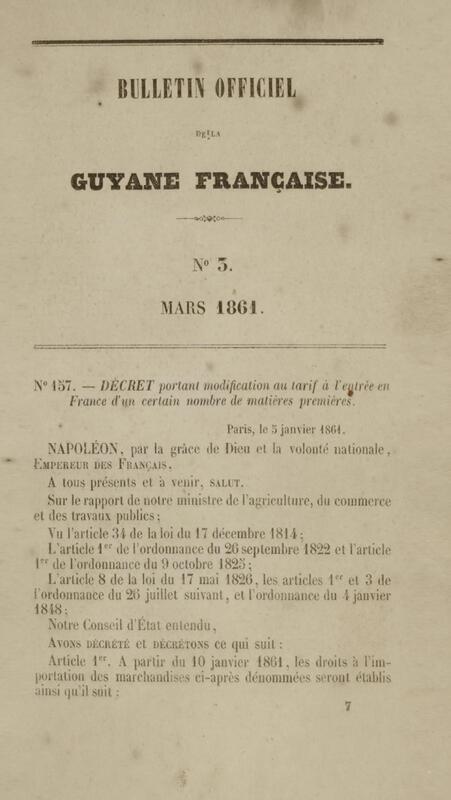 BULLETIN OFFICIEL
DE LA
GUYANE FRANÇAISE.
N° 3.
MARS 1861.
N° 157. — DÉCRET portant modification au tarif à l'entrée en
France d'un certain nombre de matières premières.
Paris, le 5 janvier 1861.
NAPOLÉON, par la grâce de Dieu et la volonté nationale,
EMPEREUR DES FRANÇAIS,
A tous présents et à venir, SALUT.
Sur le rapport de notre ministre de l'agriculture, du commerce
et des travaux publics;
Vu l'article 34 de la loi du 17 décembre 1814;
L'article 1er de l'ordonnance du 26 septembre 1822 et l'article
1er de l'ordonnance du 9 octobre 1825;
L'article 8 de la loi du 17 mai 1826, les articles 1er et 3 de
l'ordonnance du 26 juillet suivant, et l'ordonnance du 4 janvier
1848;
Notre Conseil d'État entendu,
AVONS DÉCRÉTÉ et DÉCRÉTONS ce qui suit :
Article 1er. A partir du 10 janvier 1861, les droits à l'im-
portation des marchandises ci-après dénommées seront établis
ainsi qu'il suit :
7